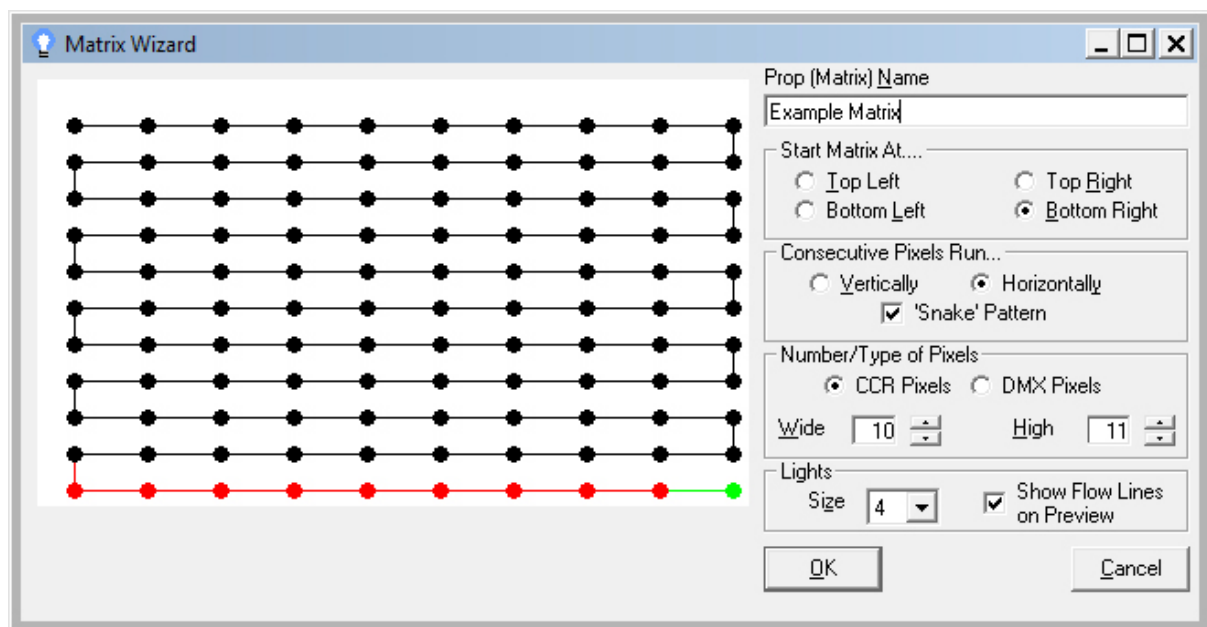 Matrix Wizard
Prop (Matrix) Name
Example Matrix
Start Matrix At....
Top Left Top Right
Bottom Left Bottom Right
Consecutive Pixels Run...
Vertically Horizontally
'Snake' Pattern
Number/Type of Pixels
CCR Pixels DMX Pixels
Wide 10 High 11
Lights
Size 4 Show Flow Lines
on Preview
OK Cancel